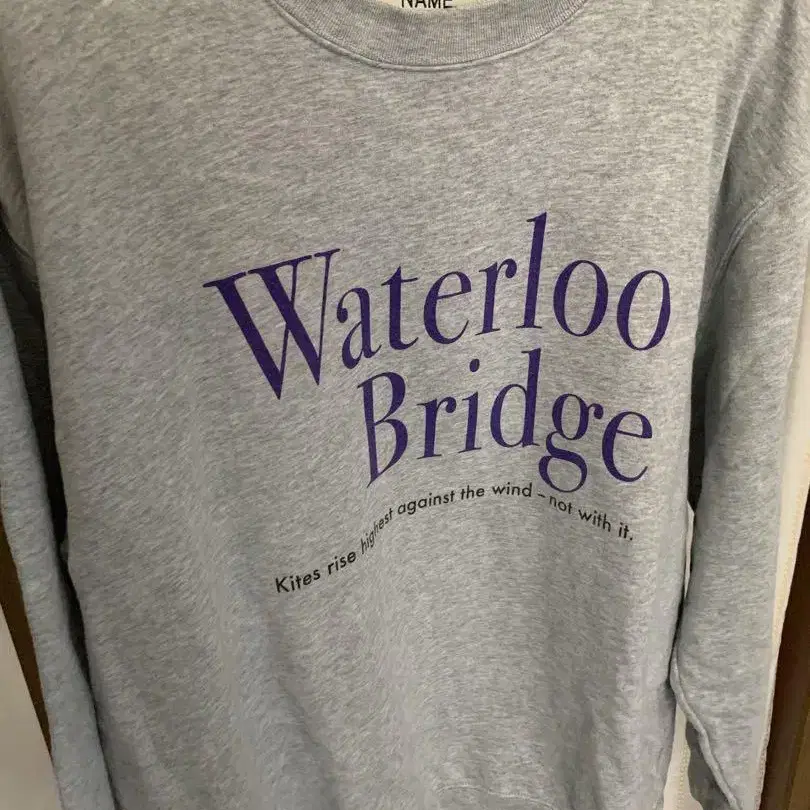 NAME
Waterloo
Bridge
Kites rise highest against the wind – not with it.